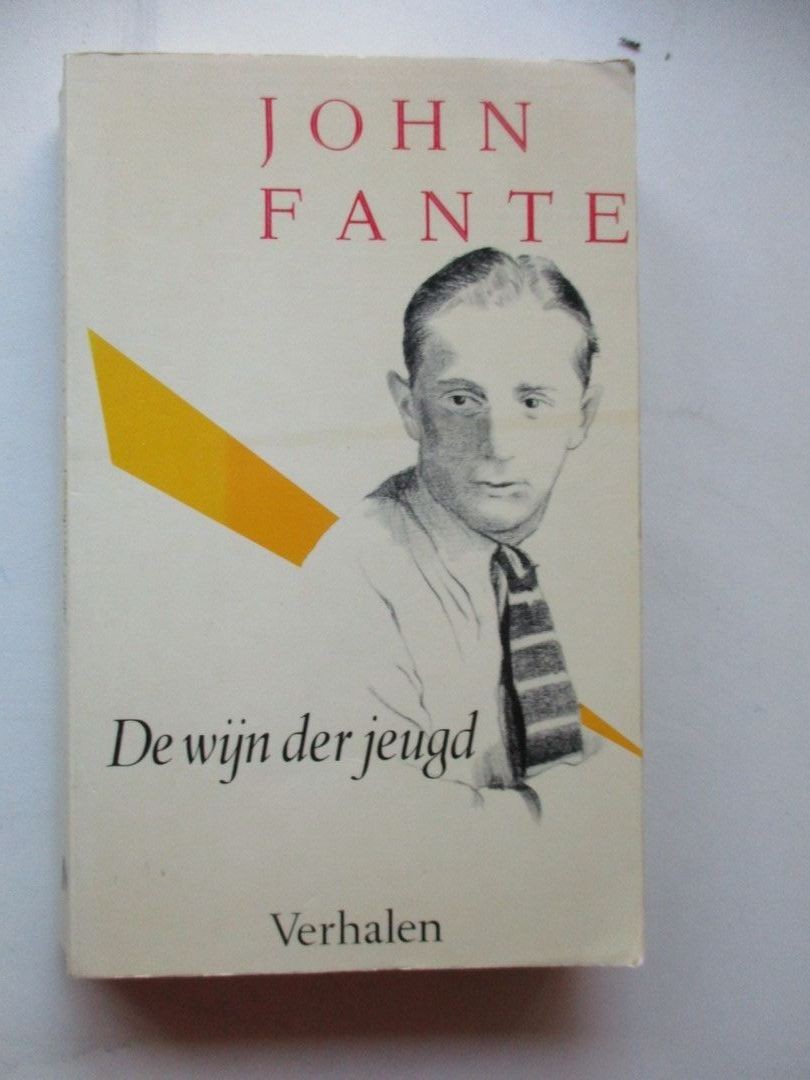 JOHN
FANTE
De wijn der jeugd
Verhalen